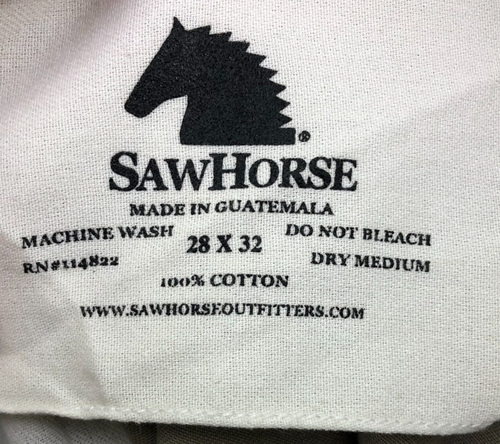 SAWHORSE
MADE IN GUATEMALA
MACHINE WASH 28 X 32 DO NOT BLEACH
RN#114822 DRY MEDIUM
100% COTTON
WWW.SAWHORSEOUTFITTERS.COM